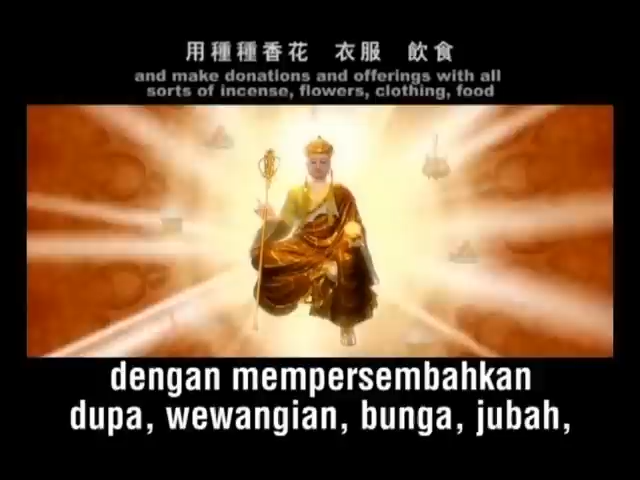 用種種香花 衣服 飲食
and make donations and offerings with all
sorts of incense, flowers, clothing, food
dengan mempersembahkan
dupa, wewangian, bunga, jubah,